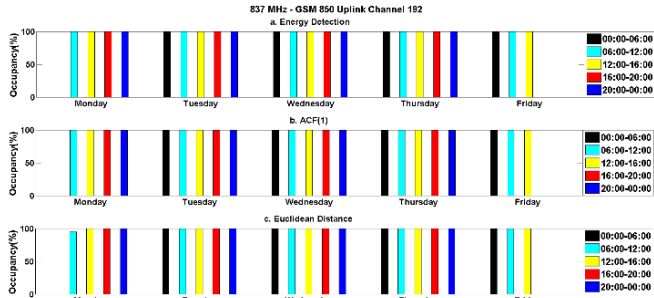 837 MHz - GSM 850 Uplink Channel 192
a. Energy Detection
Occupancy(%)
100
50
0
Monday Tuesday Wednesday Thursday Friday
00:00-06:00
06:00-12:00
12:00-16:00
16:00-20:00
20:00-00:00
b. ACF(1)
Occupancy(%)
100
50
0
Monday Tuesday Wednesday Thursday Friday
00:00-06:00
06:00-12:00
12:00-16:00
16:00-20:00
20:00-00:00
c. Euclidean Distance
Occupancy(%)
100
50
0
00:00-06:00
06:00-12:00
12:00-16:00
16:00-20:00
20:00-00:00